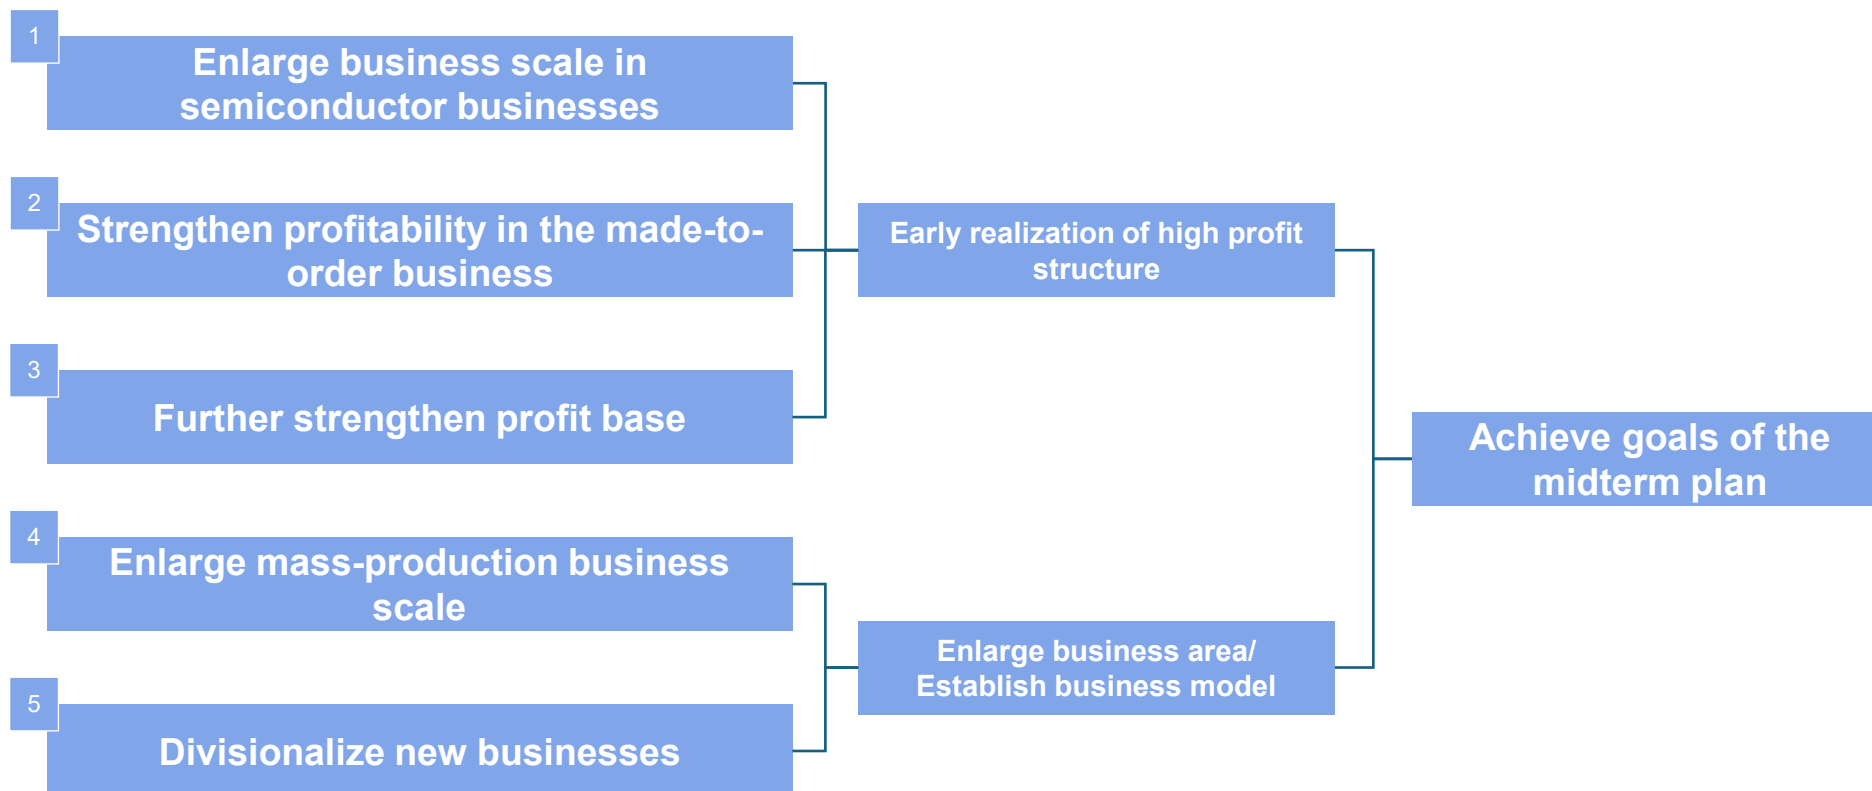 1
Enlarge business scale in
semiconductor businesses
2
Strengthen profitability in the made-to-
order business
3
Further strengthen profit base
4
Enlarge mass-production business
scale
5
Divisionalize new businesses
Early realization of high profit
structure
Enlarge business area/
Establish business model
Achieve goals of the
midterm plan